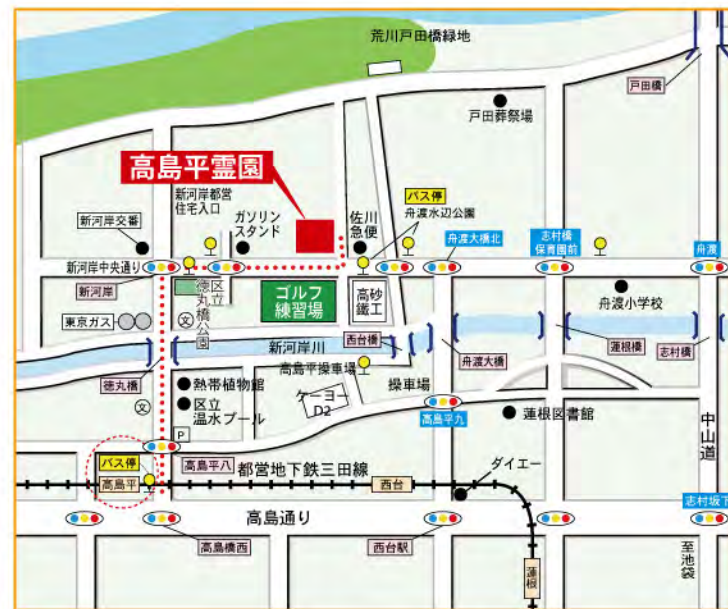 荒川戸田橋緑地
戸田橋
戸田葬祭場
高島平霊園
新河岸都営
住宅入口
新河岸交番
ガソリン
スタンド
佐川
急便
バス停
舟渡水辺公園
舟渡大橋北
志村橋
保育園前
舟渡
新河岸中央通り
新河岸
区立
徳丸橋公園
ゴルフ
練習場
高砂
鐵工
舟渡小学校
東京ガス
文
新河岸川
西台橋
蓮根橋
志村橋
舟渡大橋
徳丸橋
高島平操車場
操車場
熱帯植物館
区立
温水プール
ケーヨー
D2
文
高島平九
蓮根図書館
中山道
P
バス停
高島平八
都営地下鉄三田線
ダイエー
高島平
西台
高島通り
志村坂下
高島橋西
西台駅
蓮根
至池袋